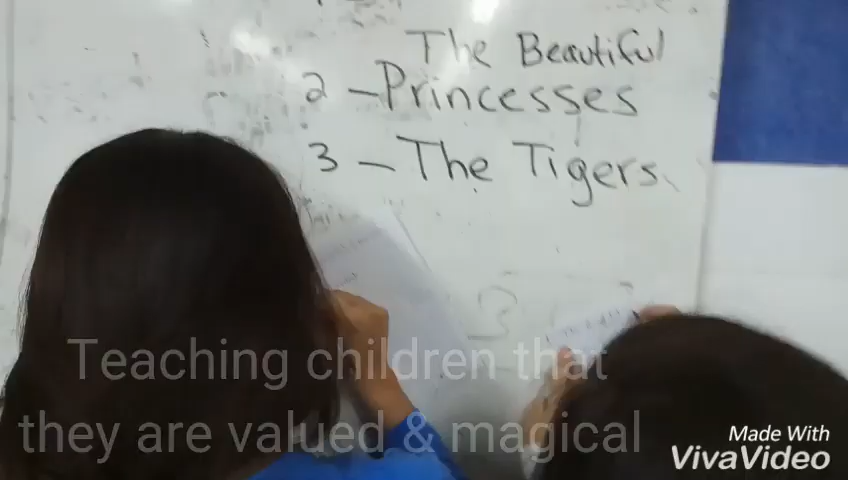 The Beautiful
2 - Princesses
3 - The Tigers
Teaching children that
they are valued & magical
Made With
VivaVideo